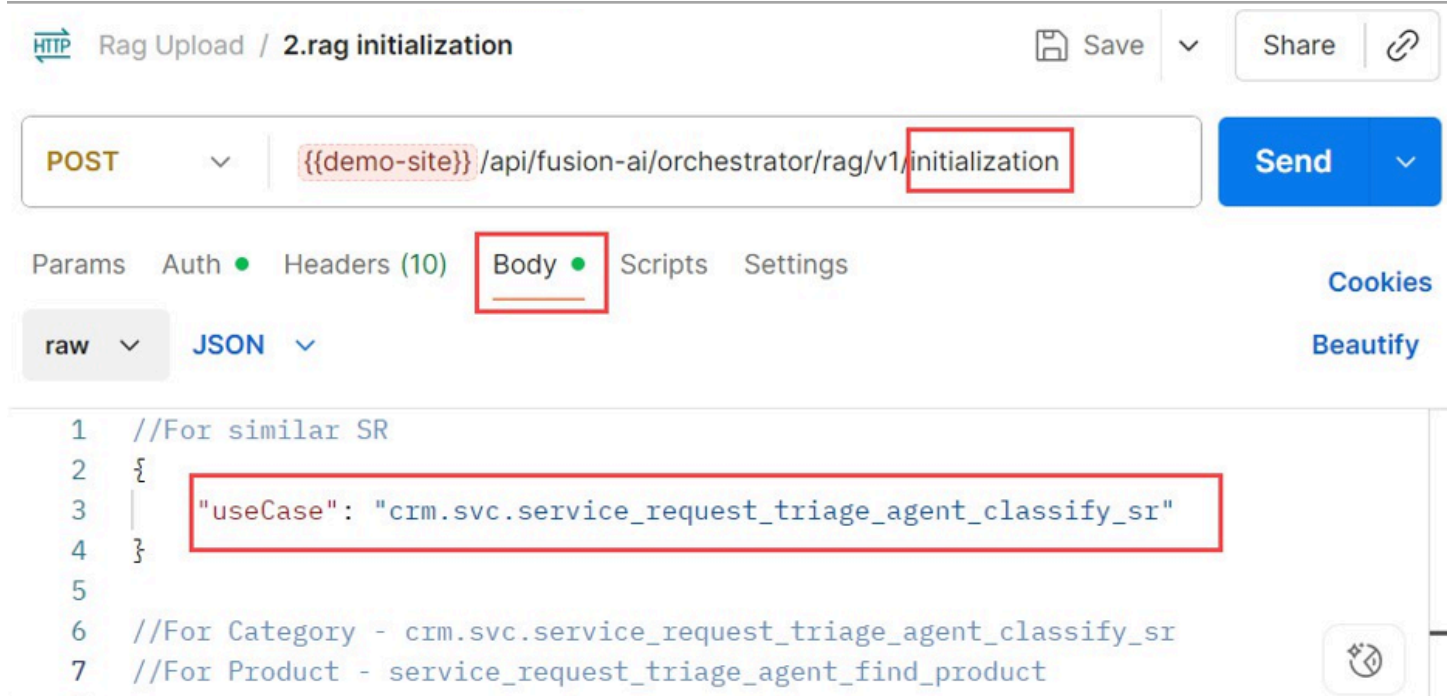 HTTP Rag Upload / 2.rag initialization Save Share
POST {{demo-site}} /api/fusion-ai/orchestrator/rag/v1/initialization Send
Params Auth Headers (10) Body Scripts Settings Cookies
raw JSON Beautify
1 //For similar SR
2 {
3 "useCase": "crm.svc.service_request_triage_agent_classify_sr"
4 }
5
6 //For Category - crm.svc.service_request_triage_agent_classify_sr
7 //For Product - service_request_triage_agent_find_product